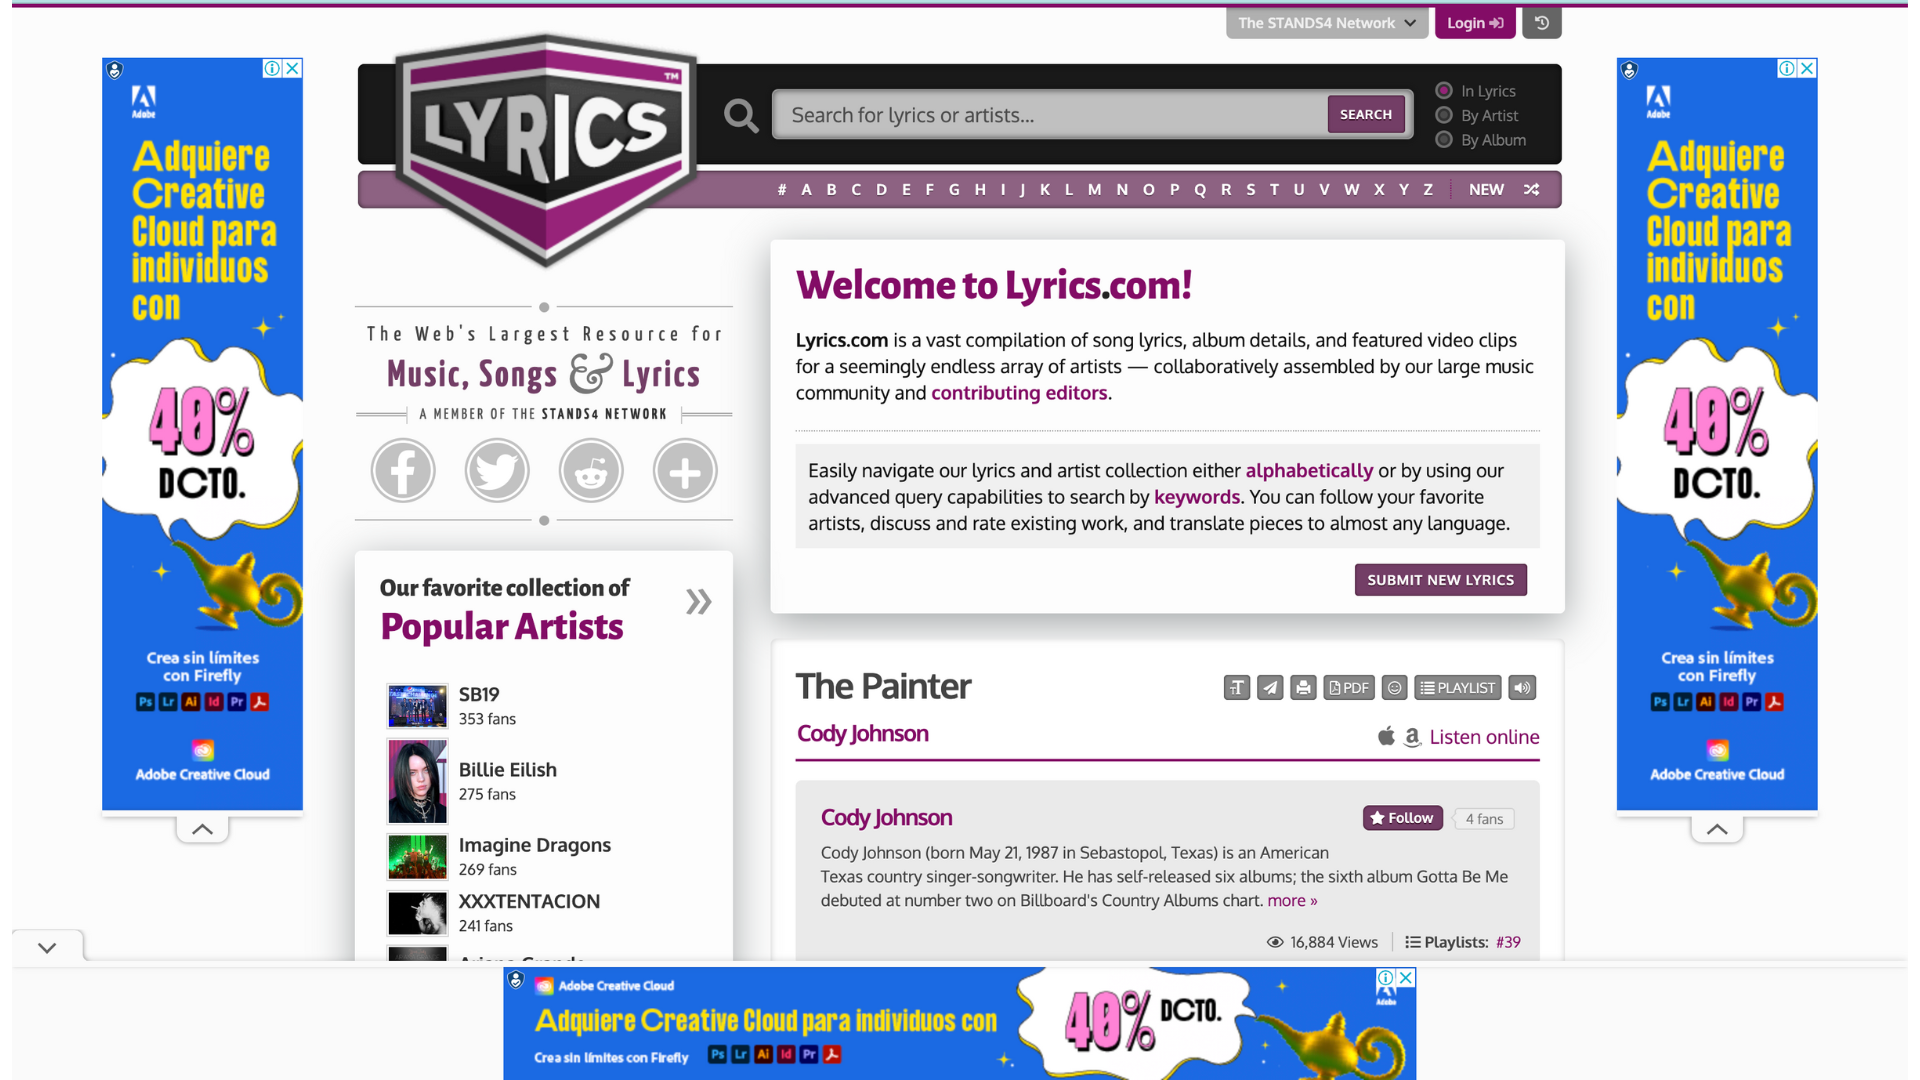 The STANDS4 Network
Login
LYRICS™
Search for lyrics or artists...
SEARCH
In Lyrics
By Artist
By Album
# A B C D E F G H I J K L M N O P Q R S T U V W X Y Z
NEW
Adobe
Adquiere
Creative
Cloud para
individuos
con
40%
DCTO.
Crea sin límites
con Firefly
Ps Lr Ai Id Pr
Adobe Creative Cloud
The Web's Largest Resource for
Music, Songs & Lyrics
A MEMBER OF THE STANDS4 NETWORK
Our favorite collection of
Popular Artists
SB19
353 fans
Billie Eilish
275 fans
Imagine Dragons
269 fans
XXXTENTACION
241 fans
Welcome to Lyrics.com!
Lyrics.com is a vast compilation of song lyrics, album details, and featured video clips
for a seemingly endless array of artists — collaboratively assembled by our large music
community and contributing editors.
Easily navigate our lyrics and artist collection either alphabetically or by using our
advanced query capabilities to search by keywords. You can follow your favorite
artists, discuss and rate existing work, and translate pieces to almost any language.
SUBMIT NEW LYRICS
The Painter
PDF
PLAYLIST
Cody Johnson
Listen online
Cody Johnson
Follow
4 fans
Cody Johnson (born May 21, 1987 in Sebastopol, Texas) is an American
Texas country singer-songwriter. He has self-released six albums; the sixth album Gotta Be Me
debuted at number two on Billboard's Country Albums chart. more »
16,884 Views
Playlists: #39
Adobe
Adquiere
Creative
Cloud para
individuos
con
40%
DCTO.
Crea sin límites
con Firefly
Ps Lr Ai Id Pr
Adobe Creative Cloud
Adobe Creative Cloud
Adquiere Creative Cloud para individuos con
Crea sin límites con Firefly
Ps Lr Ai Id Pr
40% DCTO.
Adobe